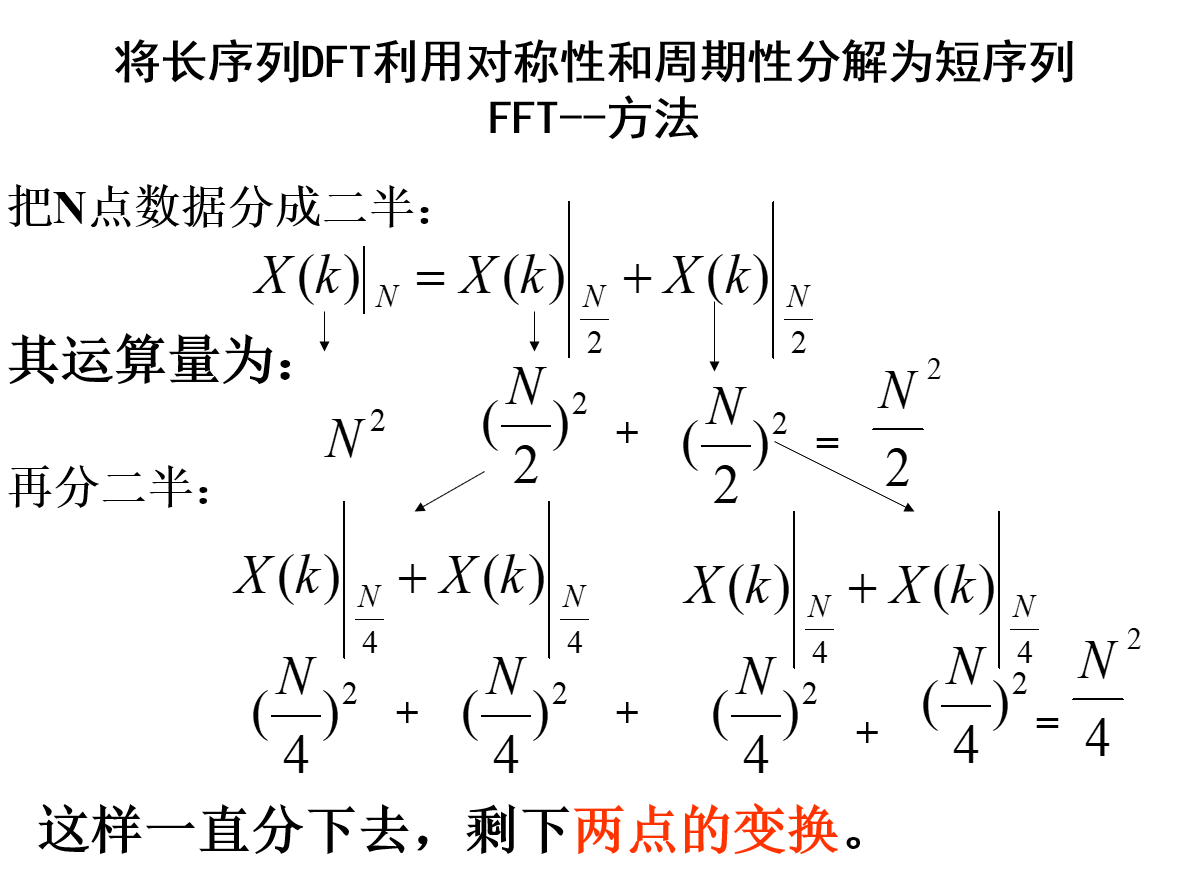 将长序列DFT利用对称性和周期性分解为短序列
FFT--方法
把N点数据分成二半：
X(k)|_N = X(k)|_{N/2} + X(k)|_{N/2}
其运算量为：
N^2 (N/2)^2 + (N/2)^2 = N^2/2
再分二半：
X(k)|_{N/4} + X(k)|_{N/4} X(k)|_{N/4} + X(k)|_{N/4}
(N/4)^2 + (N/4)^2 + (N/4)^2 + (N/4)^2 = N^2/4
这样一直分下去，剩下两点的变换。